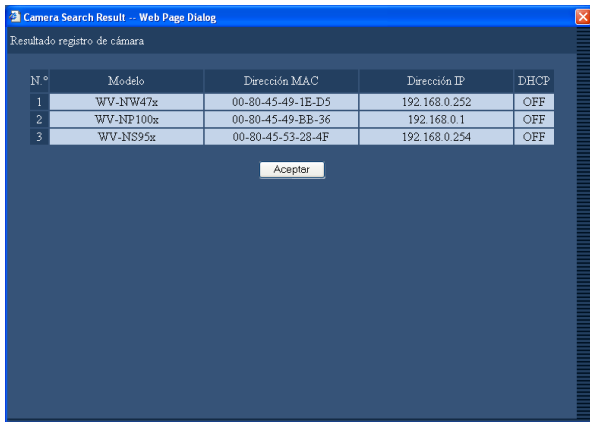 Camera Search Result -- Web Page Dialog
Resultado registro de cámara
N.º Modelo Dirección MAC Dirección IP DHCP
1 WV-NW47x 00-80-45-49-1E-D5 192.168.0.252 OFF
2 WV-NP100x 00-80-45-49-BB-36 192.168.0.1 OFF
3 WV-NS95x 00-80-45-53-28-4F 192.168.0.254 OFF
Aceptar